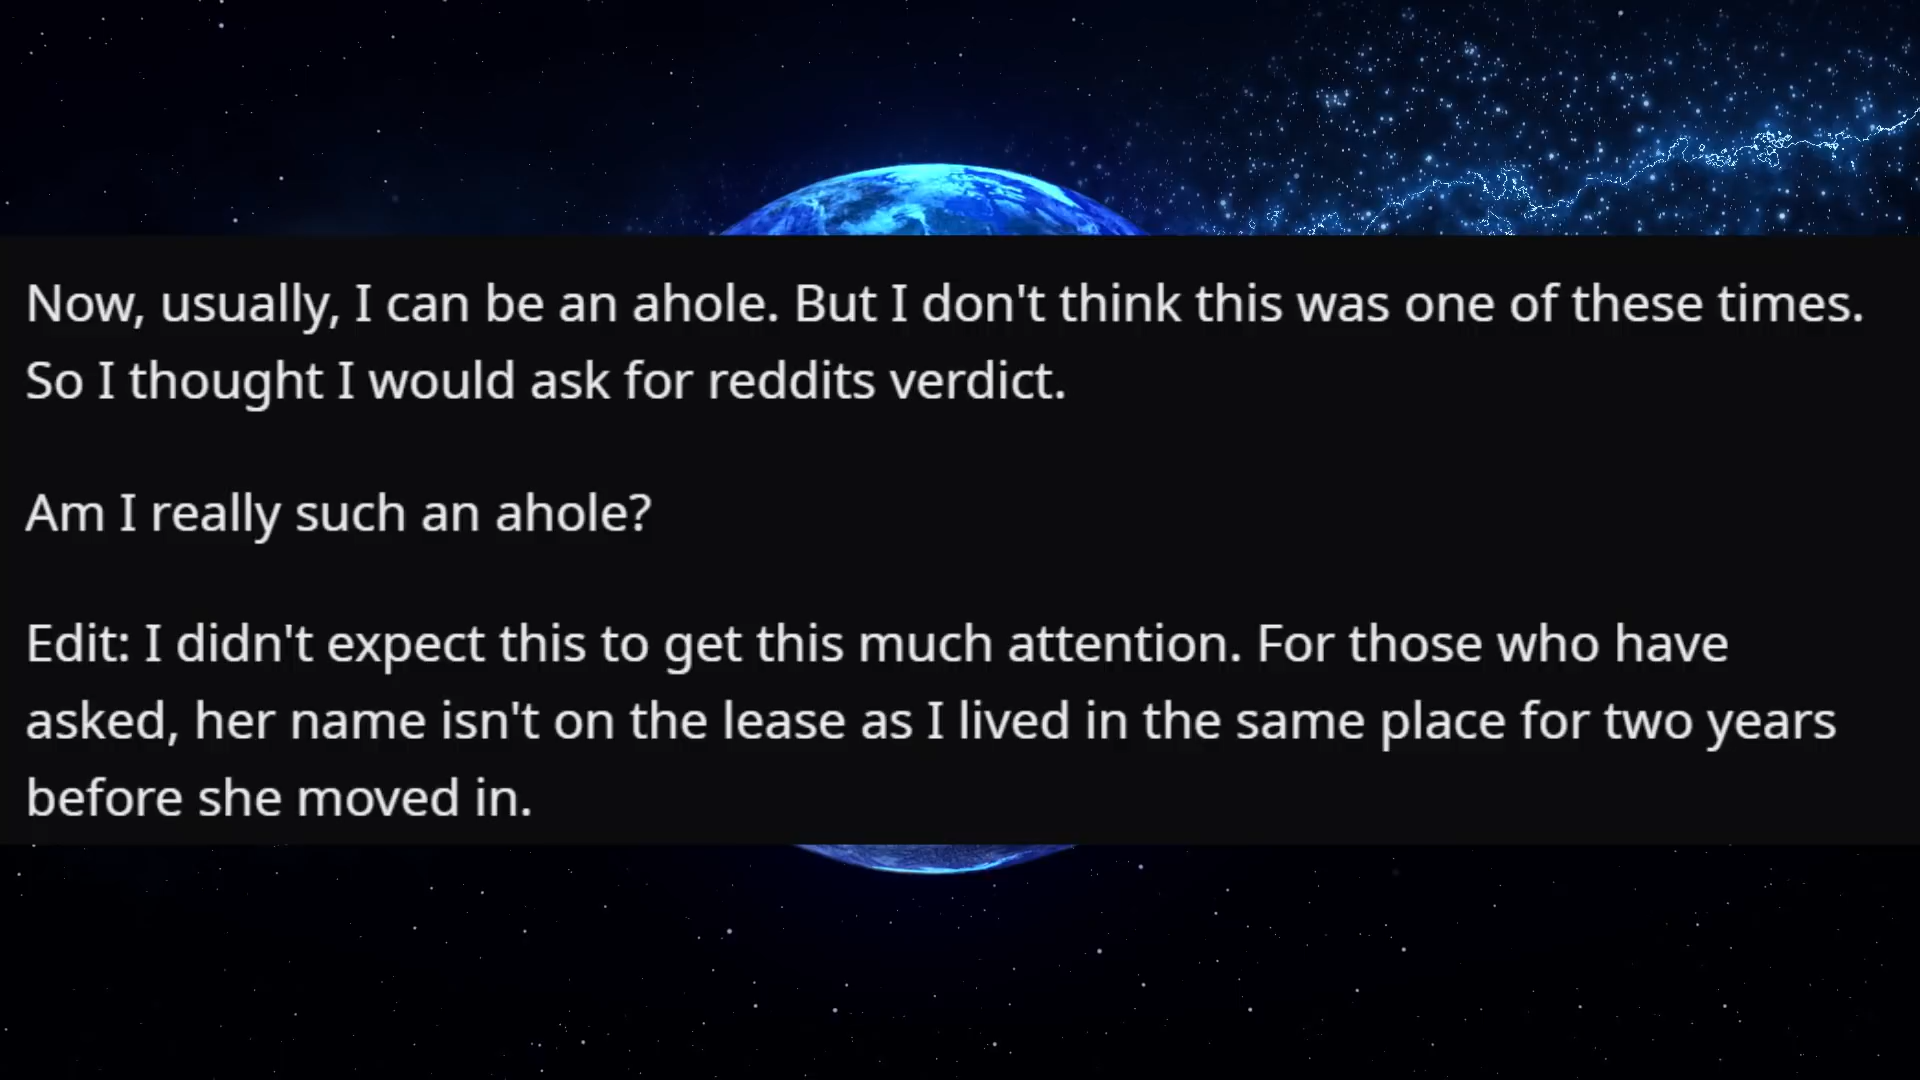 Now, usually, I can be an ahole. But I don't think this was one of these times.
So I thought I would ask for reddits verdict.
Am I really such an ahole?
Edit: I didn't expect this to get this much attention. For those who have
asked, her name isn't on the lease as I lived in the same place for two years
before she moved in.